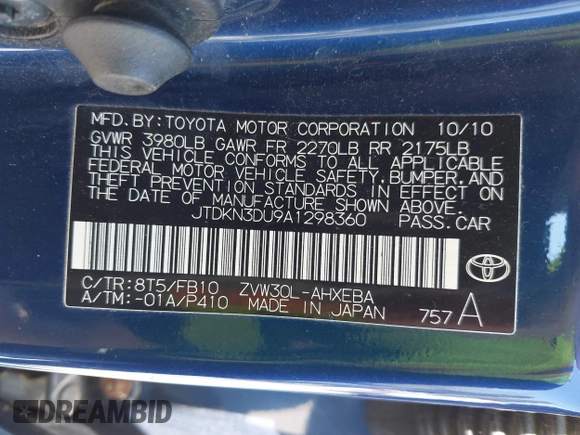 MFD.BY:TOYOTA MOTOR CORPORATION 10/10
GVWR 3980LB GAWR FR 2270LB RR 2175LB
THIS VEHICLE CONFORMS TO ALL APPLICABLE
FEDERAL MOTOR VEHICLE SAFETY,BUMPER,AND
THEFT PREVENTION STANDARDS IN EFFECT ON
THE DATE OF MANUFACTURE SHOWN ABOVE.
JTDKN3DU9A1298360 PASS.CAR
C/TR:8T5/FB10 ZVW30L-AHXEBA
A/TM:-01A/P410 MADE IN JAPAN 757A
DREAMBID